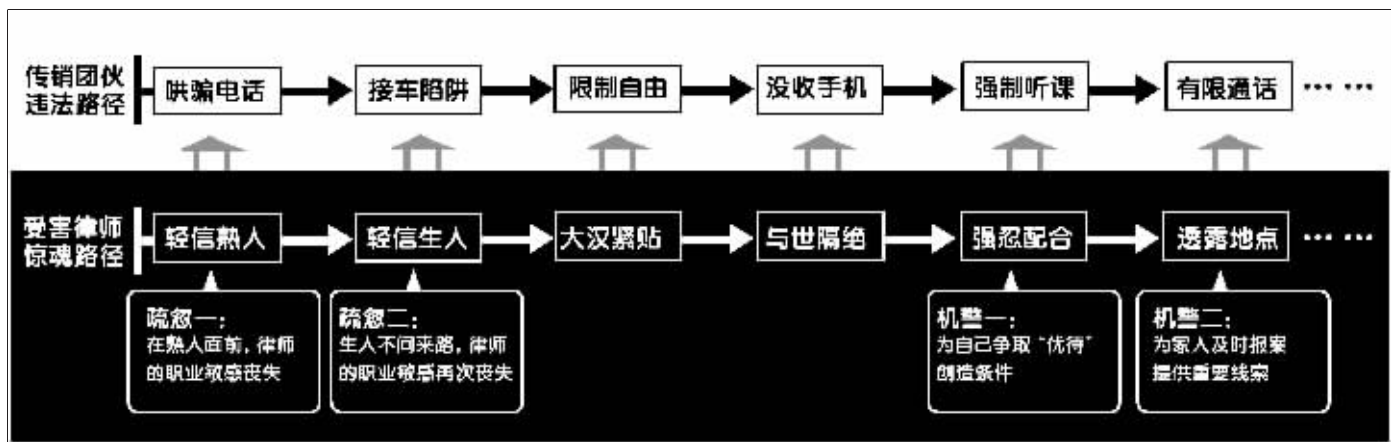 传销团伙
违法路径
哄骗电话
接车陷阱
限制自由
没收手机
强制听课
有限通话
…… 
受害律师
惊魂路径
轻信熟人
轻信生人
大汉紧贴
与世隔绝
强忍配合
透露地点
……
疏忽一：
在熟人面前，律师
的职业敏感丧失
疏忽二：
生人不问来路，律师
的职业敏感再次丧失
机警一：
为自己争取“优待”
创造条件
机警二：
为家人及时报案
提供重要线索